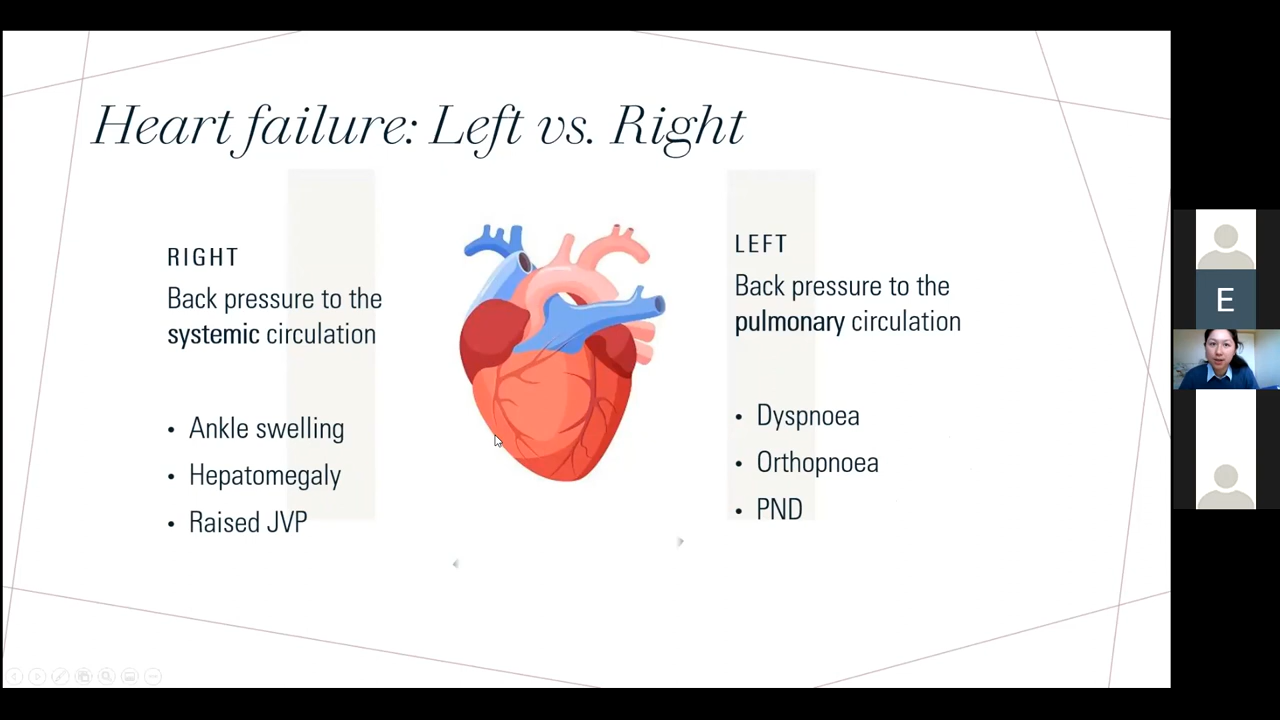 Heart failure: Left vs. Right
RIGHT
Back pressure to the
systemic circulation
• Ankle swelling
• Hepatomegaly
• Raised JVP
LEFT
Back pressure to the
pulmonary circulation
• Dyspnoea
• Orthopnoea
• PND
E